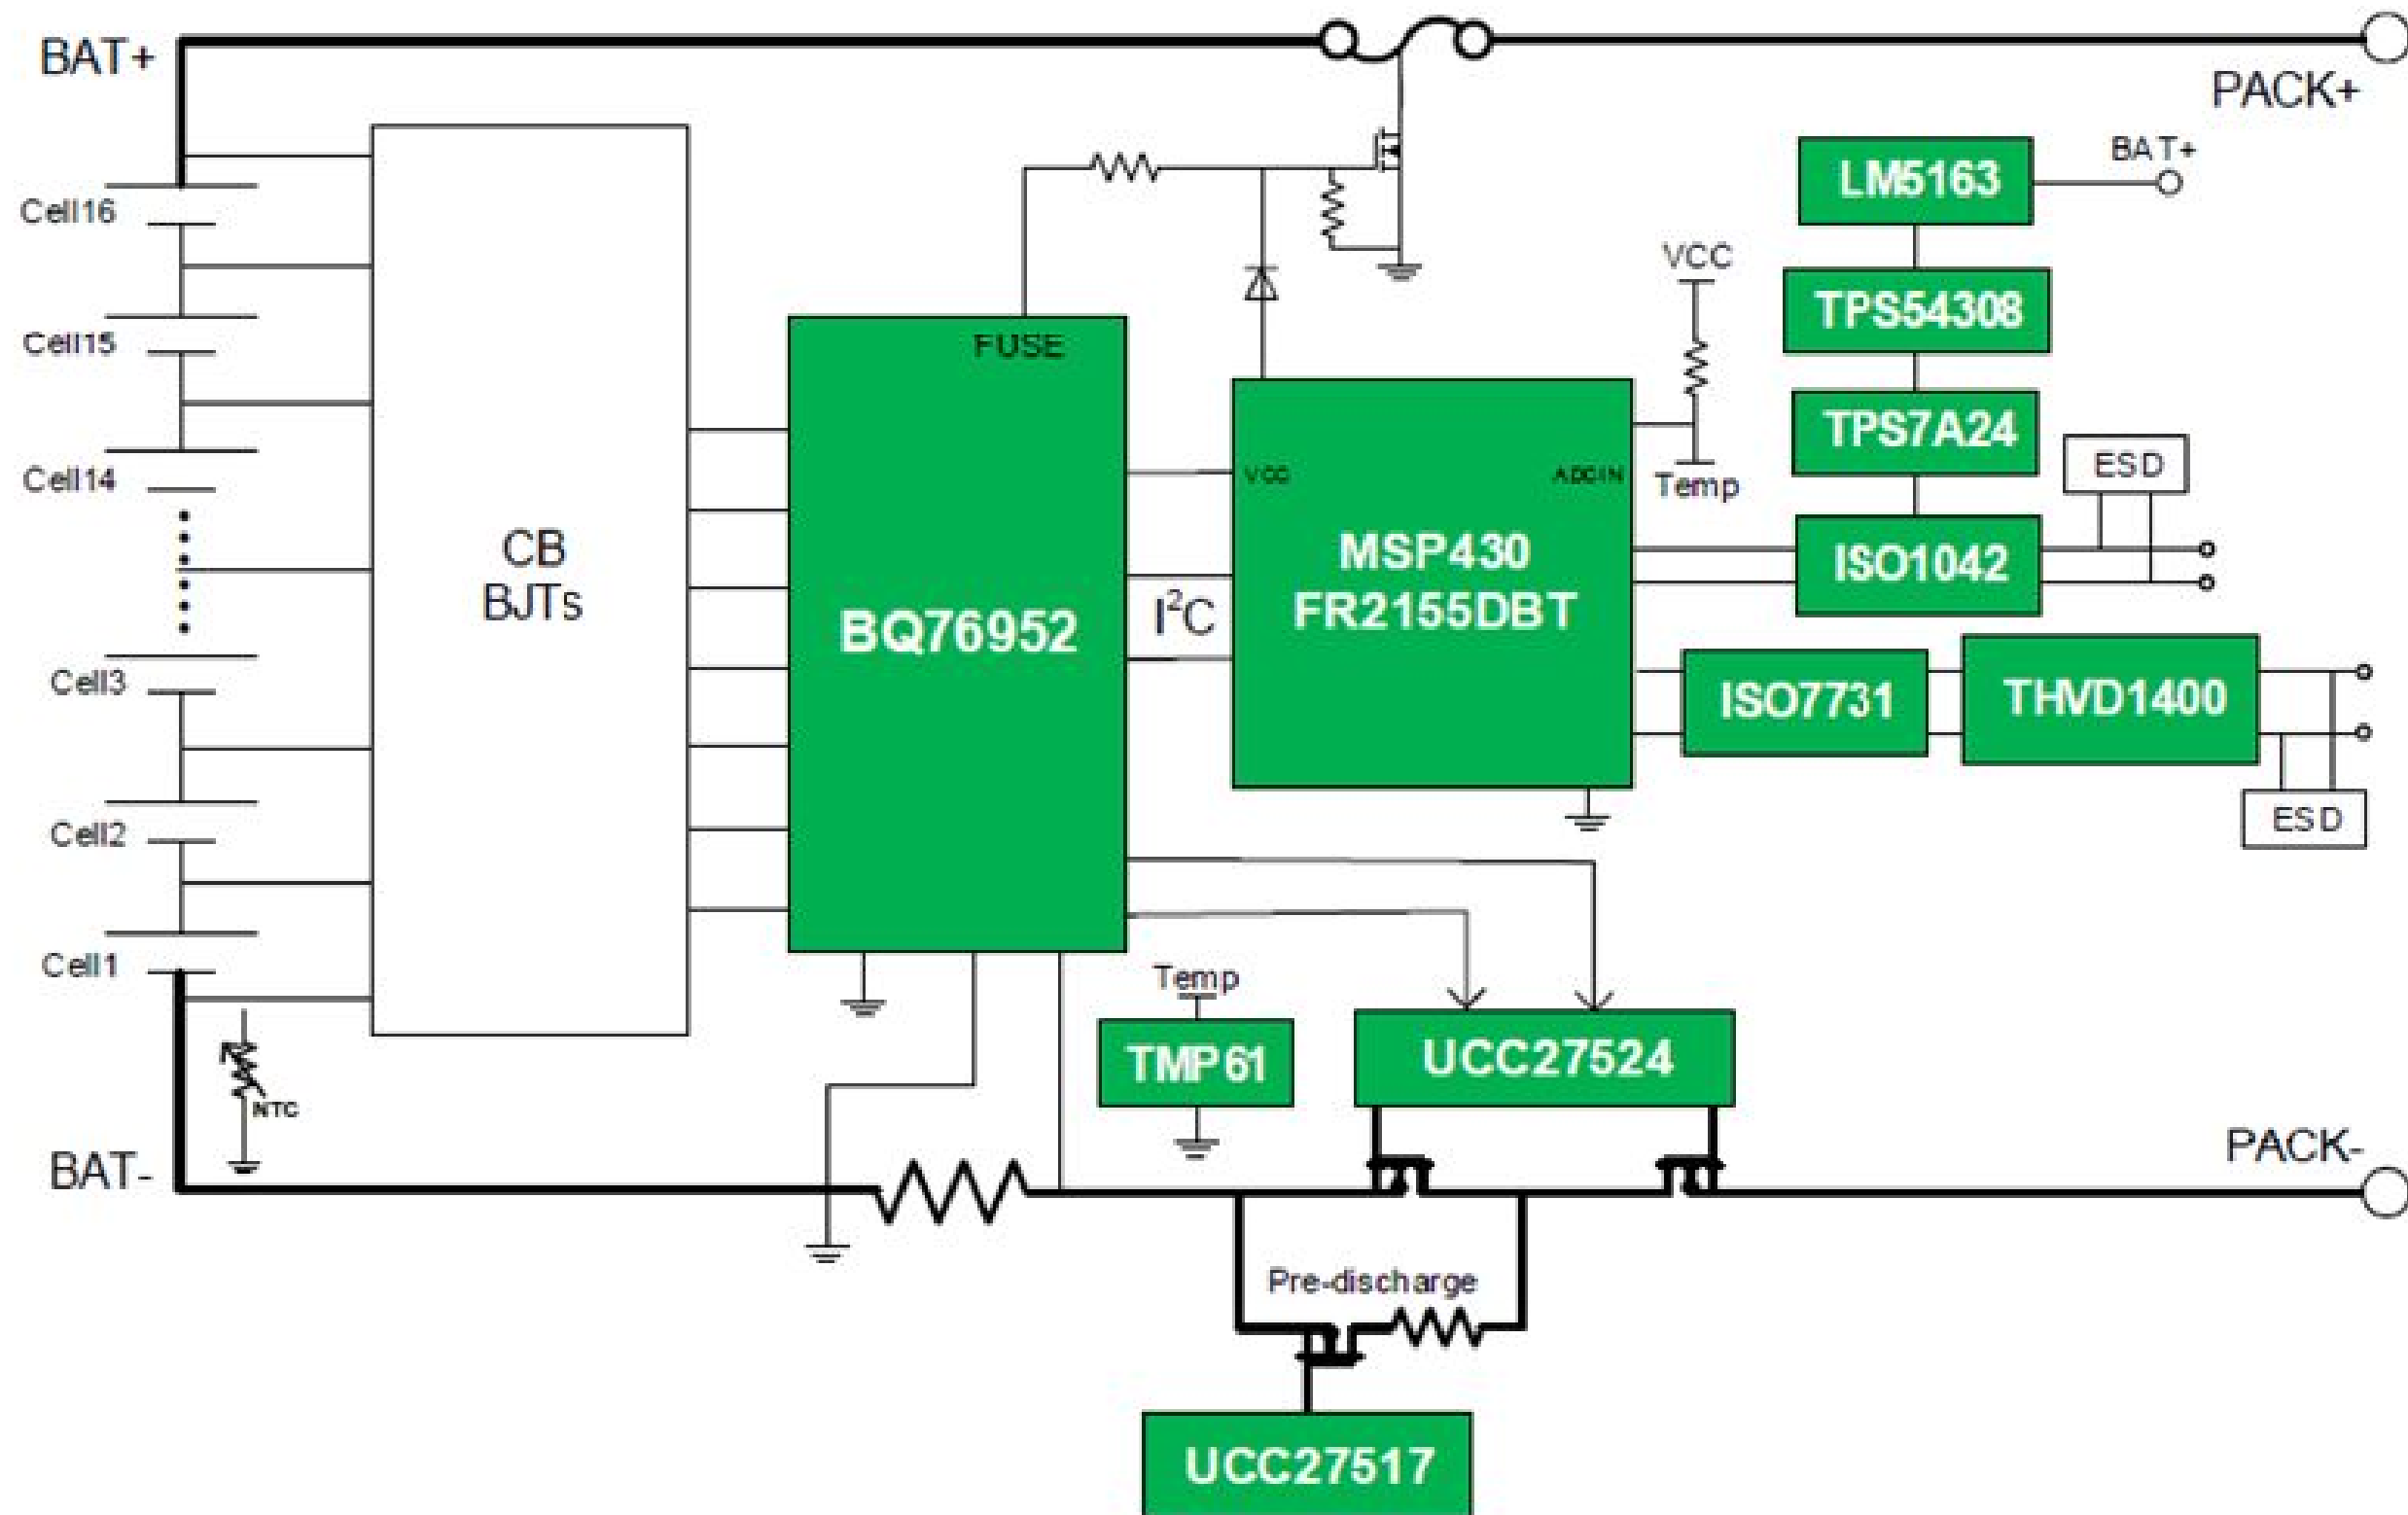 BAT+
PACK+
LM5163
BAT+
Cell16
VCC
TPS54308
Cell15
FUSE
TPS7A24
ESD
Cell14
VCC
ADCIN
Temp
CB
BJTs
MSP430
FR2155DBT
ISO1042
BQ76952
I²C
Cell3
ISO7731
THVD1400
Cell2
ESD
Cell1
Temp
TMP61
UCC27524
NTC
BAT-
PACK-
Pre-discharge
UCC27517